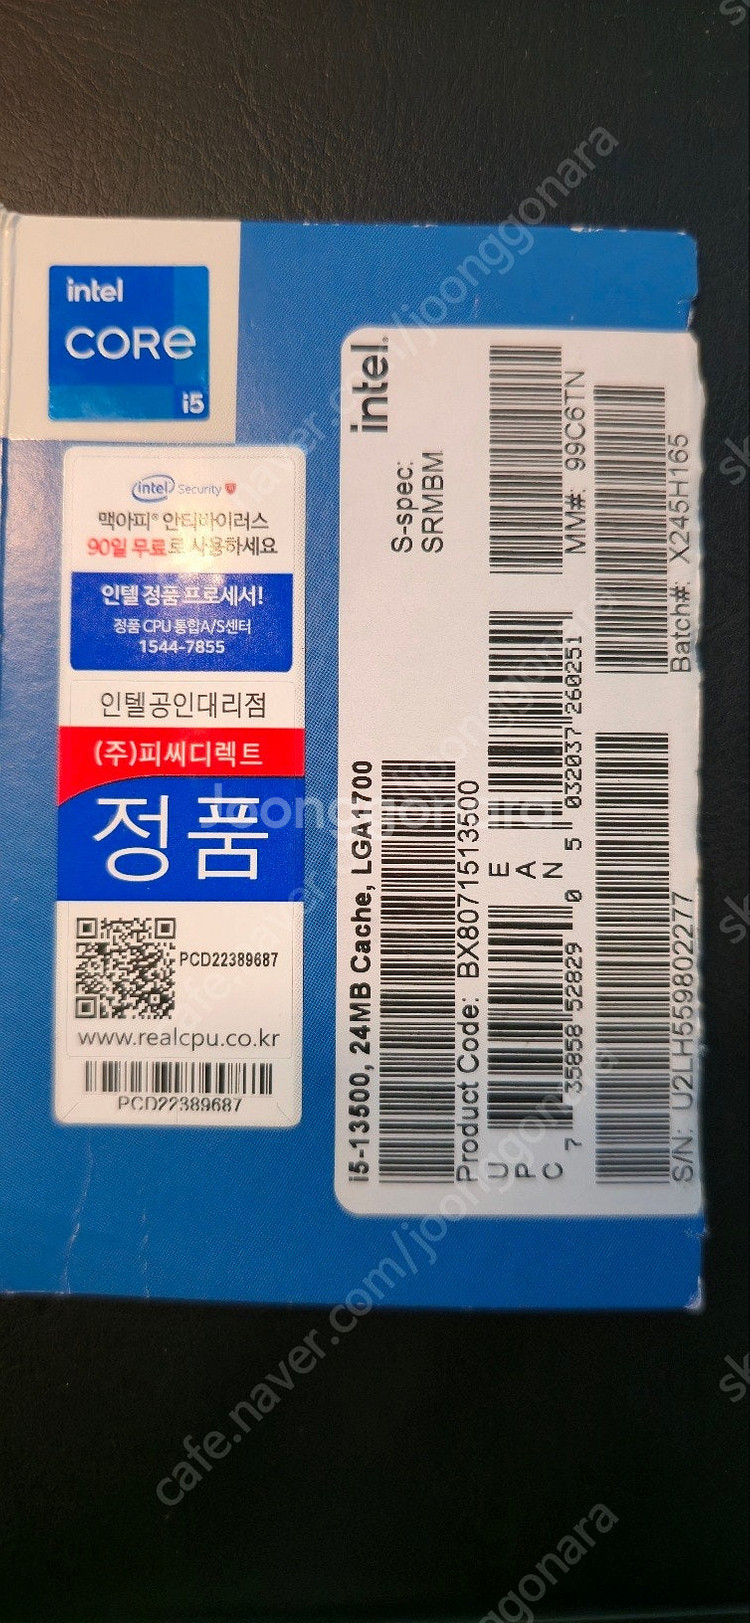 intel
CORE
i5
intel Security
맥아피® 안티바이러스
90일 무료로 사용하세요
인텔 정품 프로세서!
정품 CPU 통합A/S센터
1544-7855
인텔공인대리점
(주)피씨디렉트
정품
PCD22389687
www.realcpu.co.kr
PCD22389687
intel.
S-spec:
SRMBM
i5-13500, 24MB Cache, LGA1700
Product Code: BX8071513500
MM#: 99C6TN
UPC
7 35858 52829 0
EAN
5 032037 260251
Batch#: X245H165
S/N: U2LH559802277
cafe.naver.com/joonggonara
Joonggonara